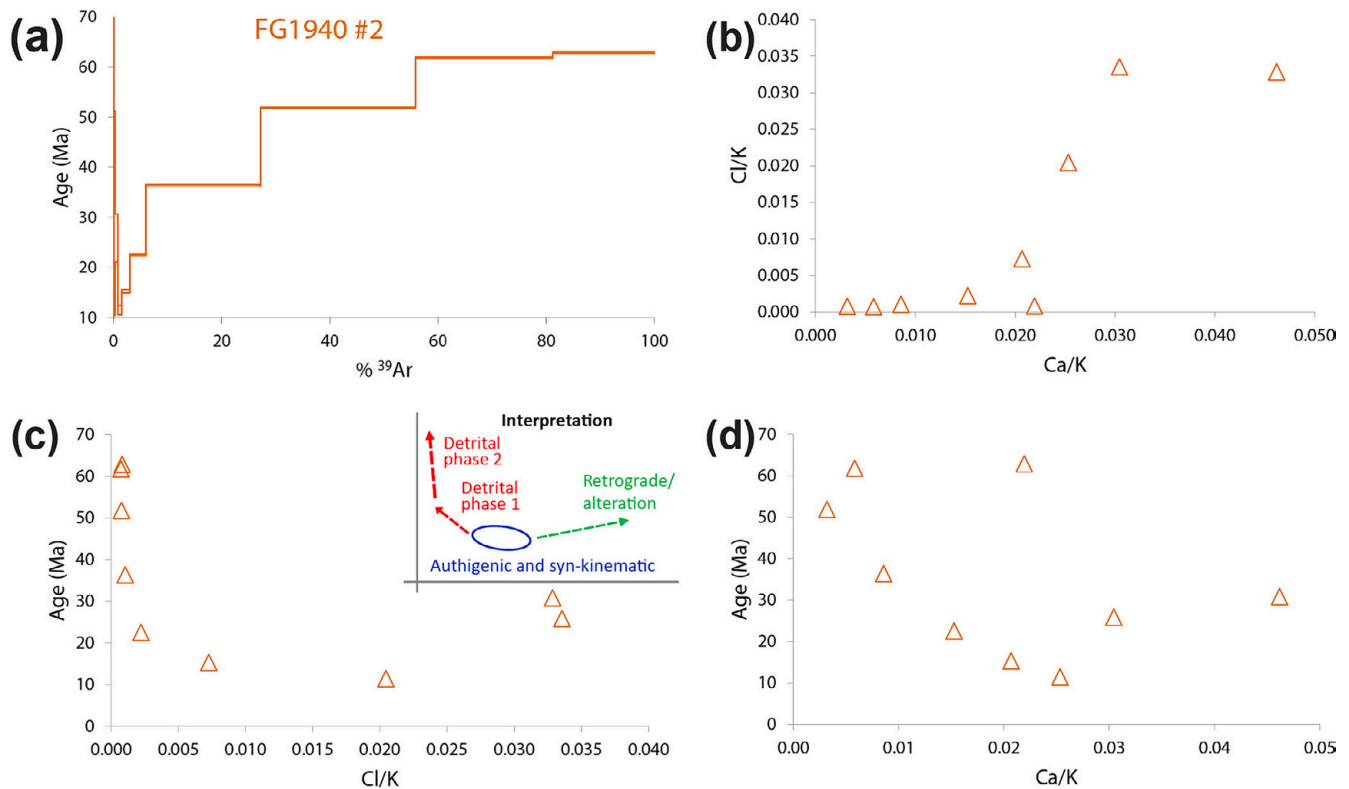 (a)
FG1940 #2
70
60
50
40
30
20
10
Age (Ma)
0
20
40
60
80
100
% ³⁹Ar
(b)
0.040
0.035
0.030
0.025
0.020
0.015
0.010
0.005
0.000
Cl/K
0.000
0.010
0.020
0.030
0.040
0.050
Ca/K
(c)
70
60
50
40
30
20
10
0
Age (Ma)
0.000
0.005
0.010
0.015
0.020
0.025
0.030
0.035
0.040
Cl/K
Interpretation
Detrital
phase 2
Detrital
phase 1
Retrograde/
alteration
Authigenic and syn-kinematic
(d)
70
60
50
40
30
20
10
0
Age (Ma)
0.00
0.01
0.02
0.03
0.04
0.05
Ca/K